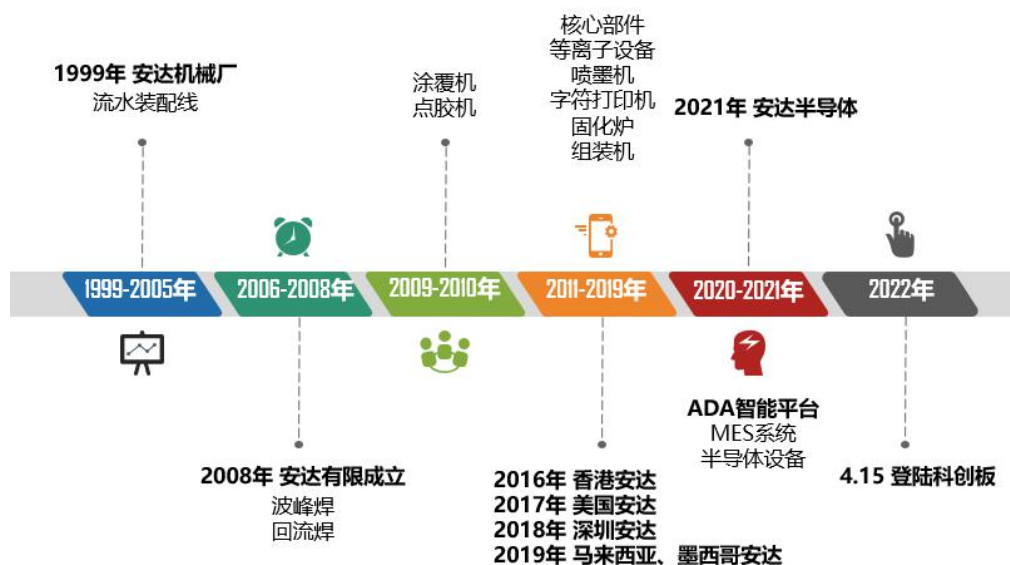 1999年 安达机械厂
流水装配线
涂覆机
点胶机
核心部件
等离子设备
喷墨机
字符打印机
固化炉
组装机
2021年 安达半导体
1999-2005年
2006-2008年
2009-2010年
2011-2019年
2020-2021年
2022年
2008年 安达有限成立
波峰焊
回流焊
2016年 香港安达
2017年 美国安达
2018年 深圳安达
2019年 马来西亚、墨西哥安达
ADA智能平台
MES系统
半导体设备
4.15 登陆科创板